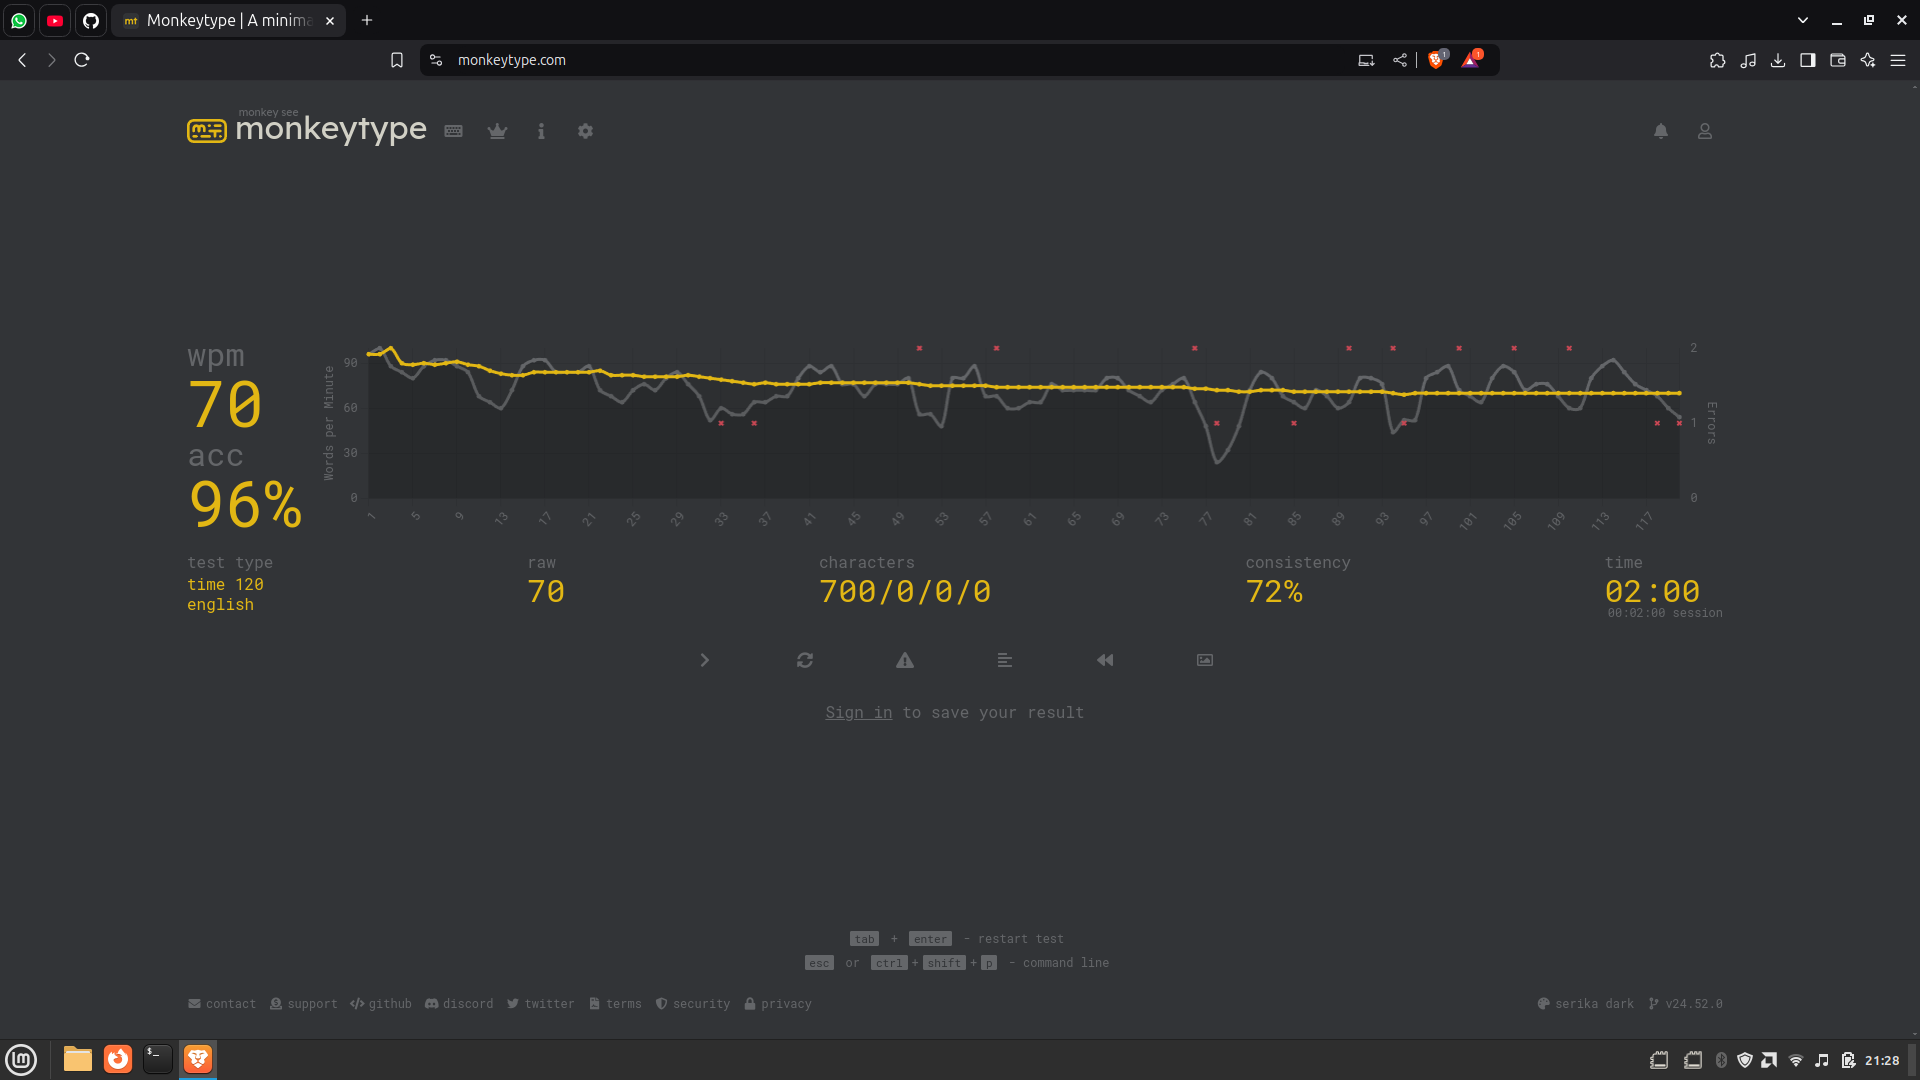 Monkeytype | A minima
monkeytype.com
1
1
monkey see
monkeytype
wpm
70
acc
96%
Words per Minute
90
60
30
0
2
1
0
Errors
1 5 9 13 17 21 25 29 33 37 41 45 49 53 57 61 65 69 73 77 81 85 89 93 97 101 105 109 113 117
test type
time 120
english
raw
70
characters
700/0/0/0
consistency
72%
time
02:00
00:02:00 session
Sign in to save your result
tab + enter - restart test
esc or ctrl + shift + p - command line
contact support github discord twitter terms security privacy
serika dark v24.52.0
21:28